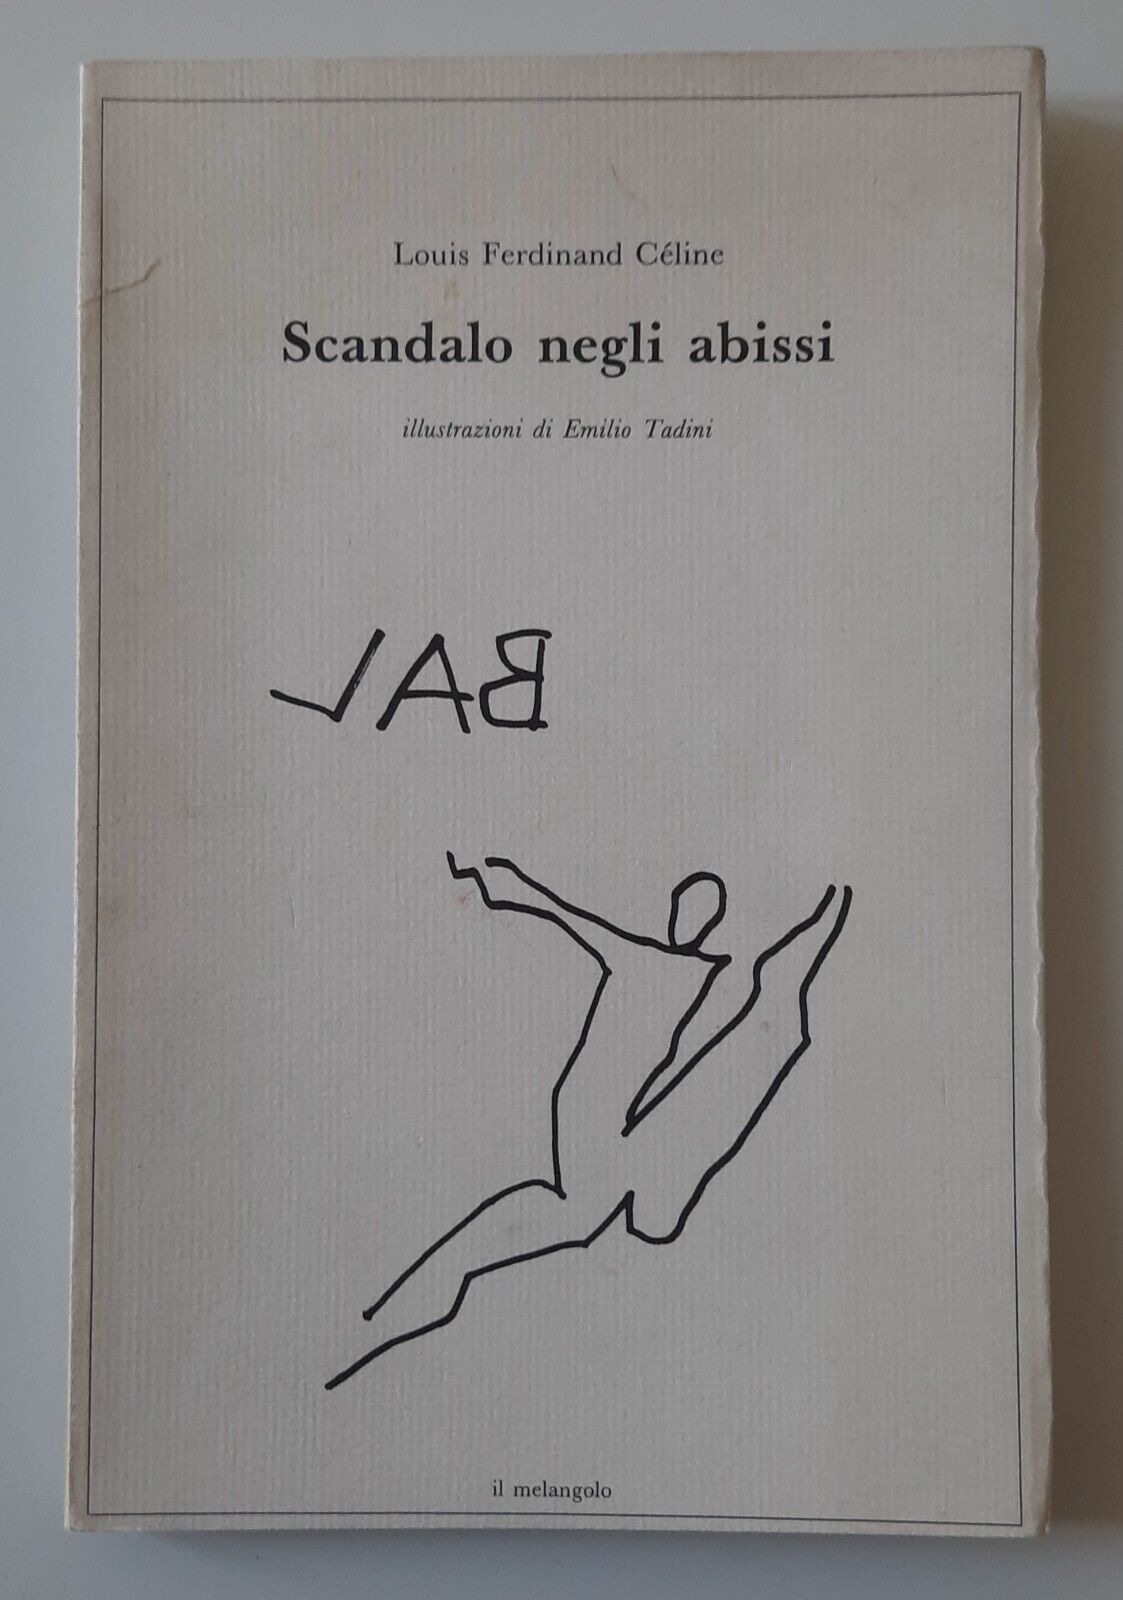 Louis Ferdinand Céline
Scandalo negli abissi
illustrazioni di Emilio Tadini
BAL
il melangolo